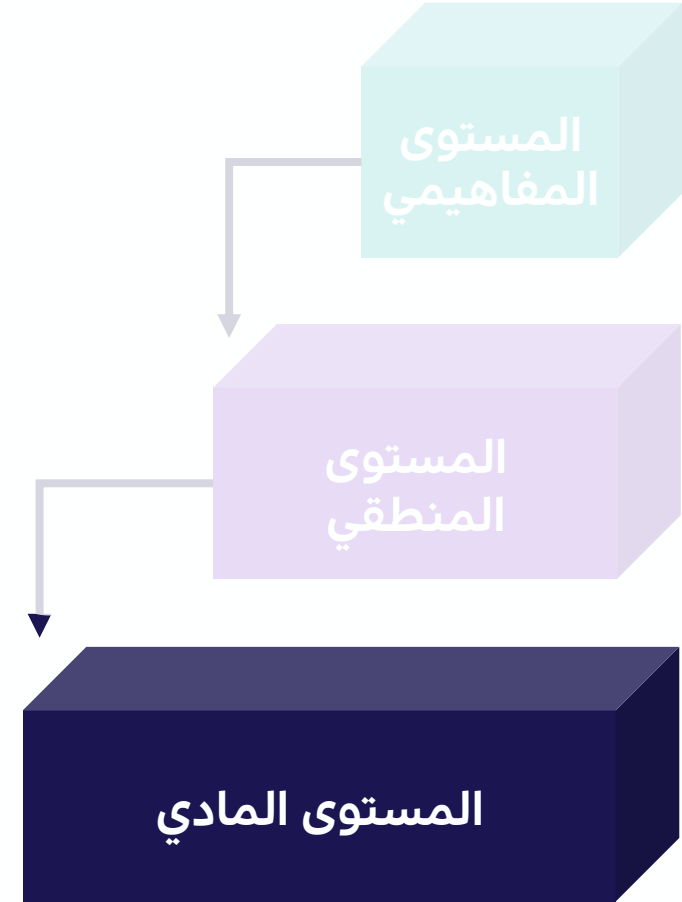 المستوى
المفاهيمي
المستوى
المنطقي
المستوى المادي